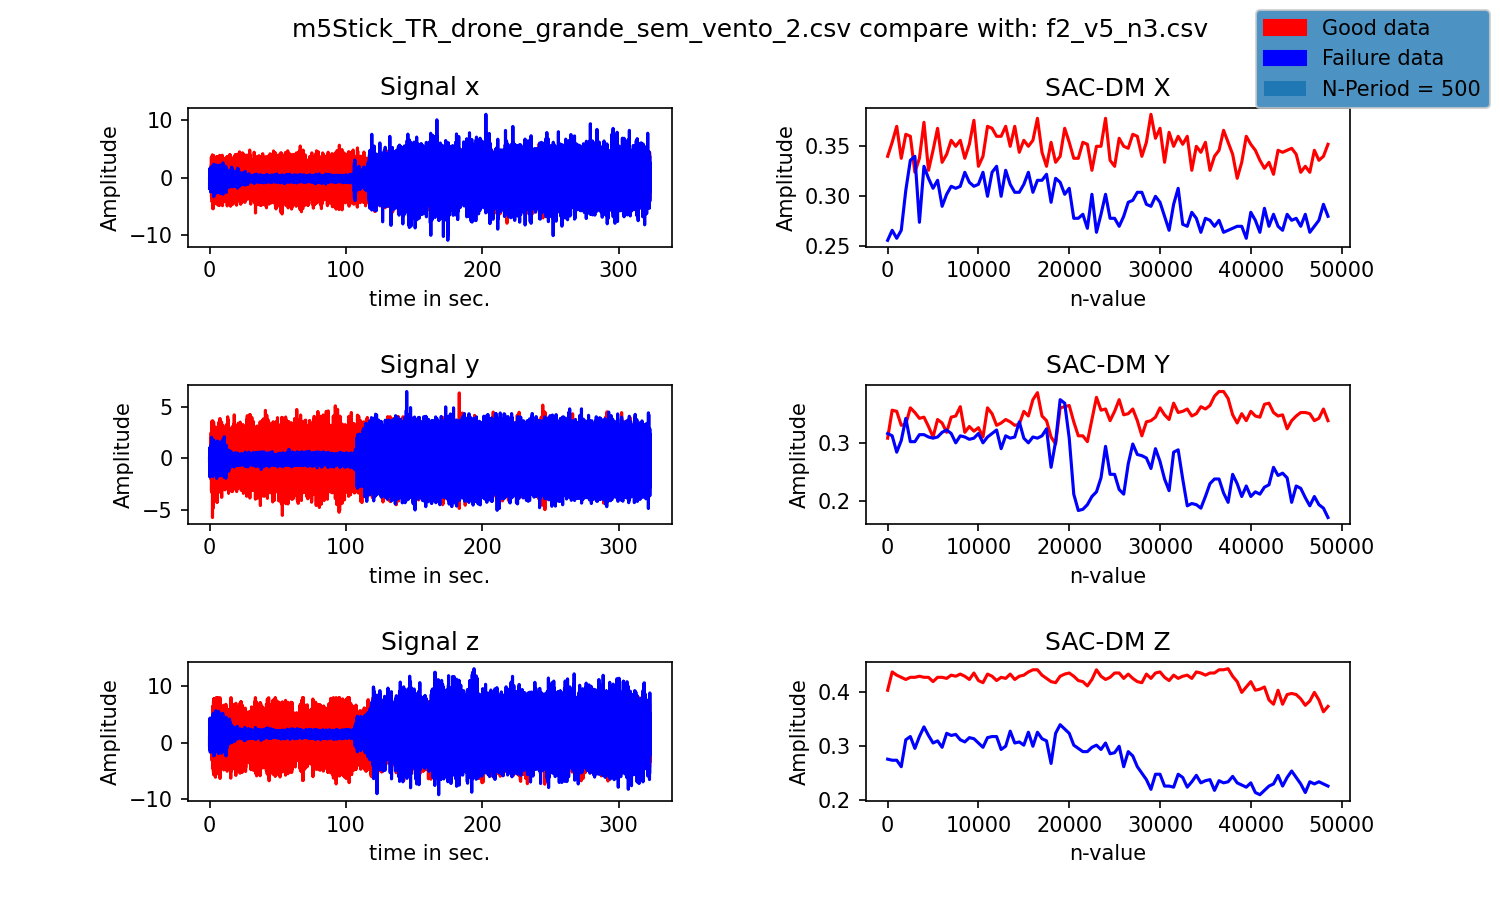 m5Stick_TR_drone_grande_sem_vento_2.csv compare with: f2_v5_n3.csv
Good data
Failure data
N-Period = 500
Signal x
Amplitude
10
0
−10
0 100 200 300
time in sec.
SAC-DM X
Amplitude
0.35
0.30
0.25
0 10000 20000 30000 40000 50000
n-value
Signal y
Amplitude
5
0
−5
0 100 200 300
time in sec.
SAC-DM Y
Amplitude
0.3
0.2
0 10000 20000 30000 40000 50000
n-value
Signal z
Amplitude
10
0
−10
0 100 200 300
time in sec.
SAC-DM Z
Amplitude
0.4
0.3
0.2
0 10000 20000 30000 40000 50000
n-value